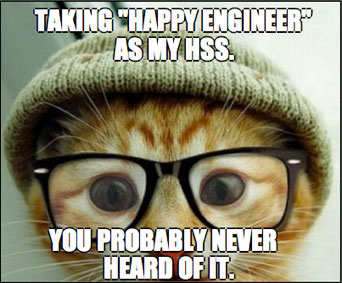 TAKING "HAPPY ENGINEER"
AS MY HSS.
YOU PROBABLY NEVER
HEARD OF IT.